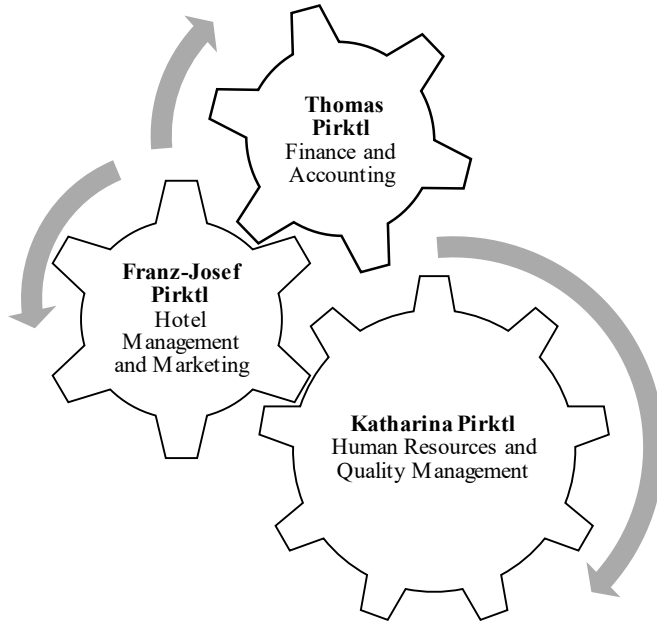 Thomas
Pirktl
Finance and
Accounting
Franz-Josef
Pirktl
Hotel
Management
and Marketing
Katharina Pirktl
Human Resources and
Quality Management